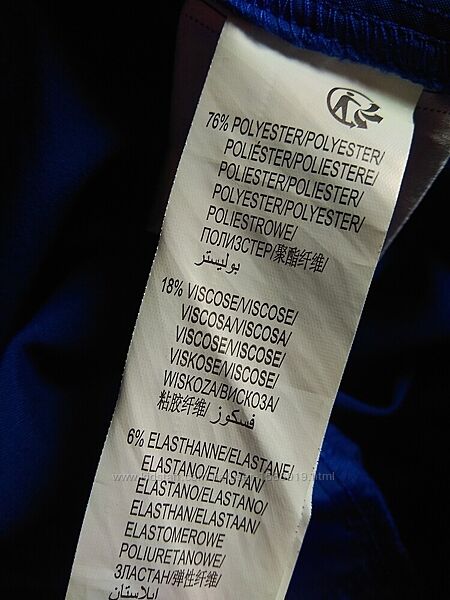 76% POLYESTER/POLYESTER/
POLIÉSTER/POLIESTERE/
POLIESTER/POLIESTER/
POLYESTER/POLYESTER/
POLIESTROWE/
ПОЛИЭСТЕР/聚酯纤维/
بوليستر
18% VISCOSE/VISCOSE/
VISCOSA/VISCOSA/
VISCOSE/VISCOSE/
VISKOSE/VISCOSE/
WISKOZA/ВИСКОЗА/
粘胶纤维/ فسكوز/
6% ELASTHANNE/ELASTANE/
ELASTANO/ELASTAN/
ELASTANO/ELASTANO/
ELASTHAN/ELASTAAN/
ELASTOMEROWE
POLIURETANOWE/
ЭЛАСТАН/弹性纤维/
ايلاستان